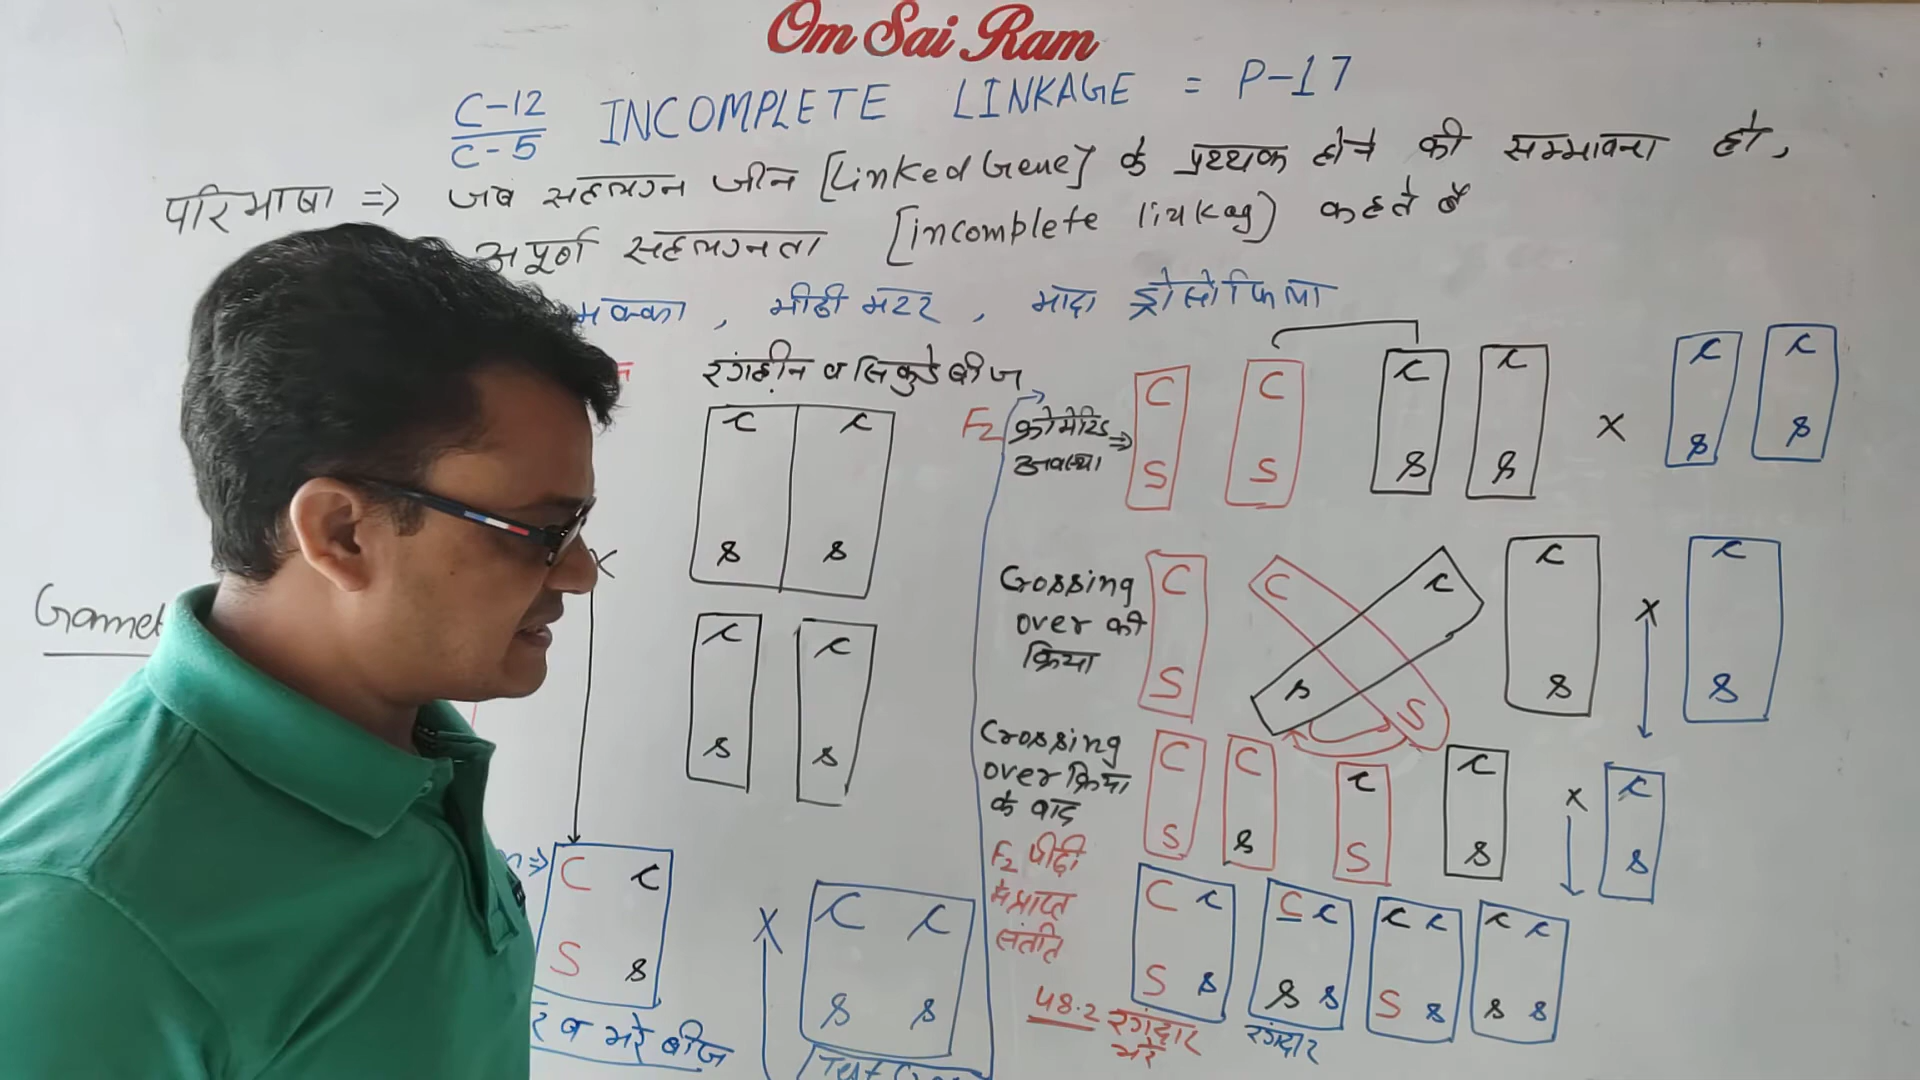 Om Sai Ram
C-12
C-5
INCOMPLETE LINKAGE = P-17
परिभाषा => जब सहलग्न जीन [Linked Gene] के प्रथ्यक होने की सम्भावना हो,
अपूर्ण सहलग्नता [incomplete linkag] कहते है
मक्का , मीठी मटर , मादा ड्रोसोफिला
रंगहीन व सिकुडे बीज
c c
s s
c c
s s
Gamet
C c
S s
X
c c
s s
र व भरे बीज
F2 क्रोमेटिड => C C c c x c c
अवस्था S S s s s s
Crossing C C c c x c
over की
क्रिया S s S s s
Crossing C C c c x c
over क्रिया
के बाद S s S s s
F2 पीढी
मे प्राप्त
संतति
C c C c c c c c
S s s s S s s s
48.2 रंगदार रंगदार
भरे